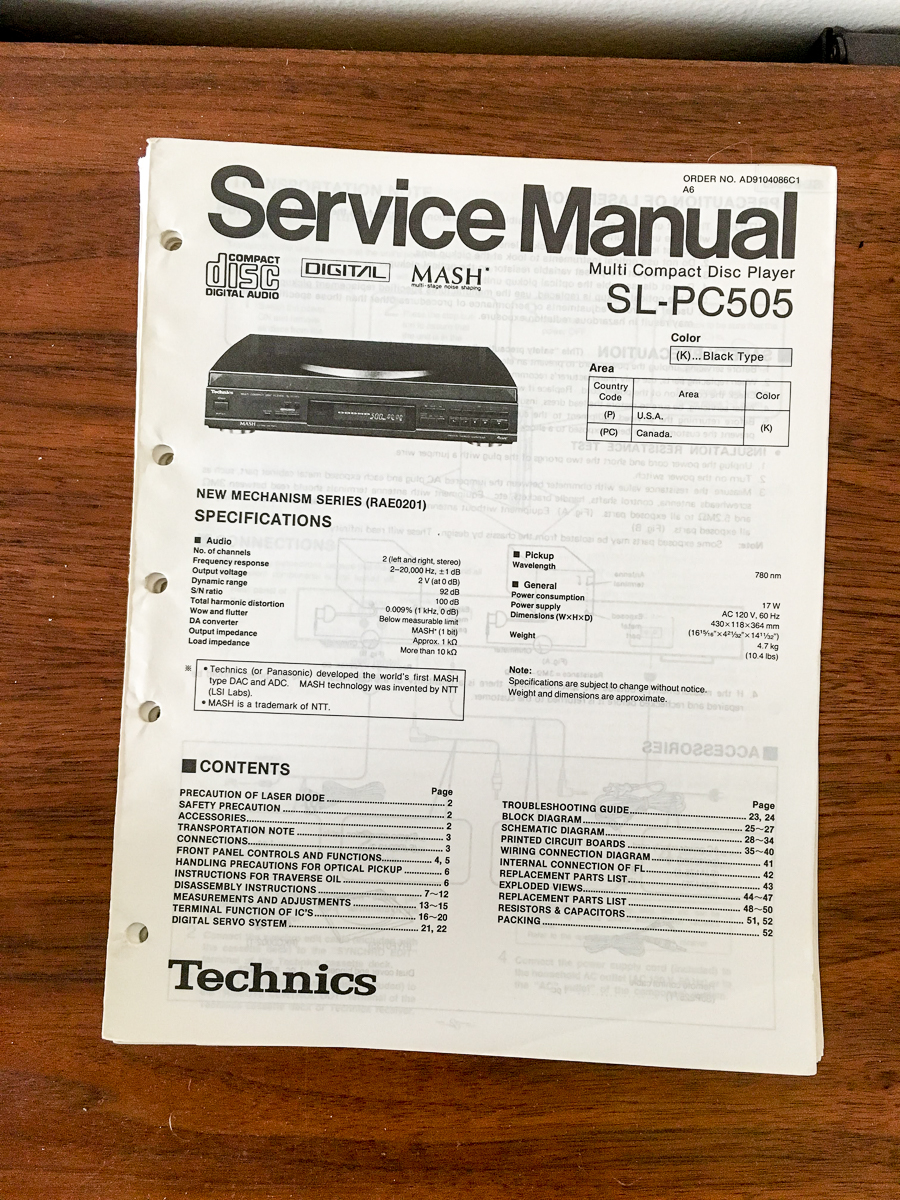 ORDER NO. AD9104086C1
A6
Service Manual
COMPACT
disc
DIGITAL AUDIO
DIGITAL
MASH*
multi-stage noise shaping
Multi Compact Disc Player
SL-PC505
Color
(K)...Black Type
Area
Country Code Area Color
(P) U.S.A. (K)
(PC) Canada.
Technics
MASH
NEW MECHANISM SERIES (RAE0201)
SPECIFICATIONS
■ Audio
No. of channels 2 (left and right, stereo)
Frequency response 2~20,000 Hz, ±1 dB
Output voltage 2 V (at 0 dB)
Dynamic range 92 dB
S/N ratio 100 dB
Total harmonic distortion 0.009% (1 kHz, 0 dB)
Wow and flutter Below measurable limit
DA converter MASH* (1 bit)
Output impedance Approx. 1 kΩ
Load impedance More than 10 kΩ
■ Pickup
Wavelength 780 nm
■ General
Power consumption 17 W
Power supply AC 120 V, 60 Hz
Dimensions (W×H×D) 430×118×364 mm
(16 15/16"×4 21/32"×14 11/32")
Weight 4.7 kg
(10.4 lbs)
※ • Technics (or Panasonic) developed the world's first MASH
type DAC and ADC. MASH technology was invented by NTT
(LSI Labs).
• MASH is a trademark of NTT.
Note:
Specifications are subject to change without notice.
Weight and dimensions are approximate.
■ CONTENTS
Page
PRECAUTION OF LASER DIODE 2
SAFETY PRECAUTION 2
ACCESSORIES 2
TRANSPORTATION NOTE 3
CONNECTIONS 3
FRONT PANEL CONTROLS AND FUNCTIONS 4, 5
HANDLING PRECAUTIONS FOR OPTICAL PICKUP 6
INSTRUCTIONS FOR TRAVERSE OIL 6
DISASSEMBLY INSTRUCTIONS 7~12
MEASUREMENTS AND ADJUSTMENTS 13~15
TERMINAL FUNCTION OF IC'S 16~20
DIGITAL SERVO SYSTEM 21, 22
Page
TROUBLESHOOTING GUIDE 23, 24
BLOCK DIAGRAM 25~27
SCHEMATIC DIAGRAM 28~34
PRINTED CIRCUIT BOARDS 35~40
WIRING CONNECTION DIAGRAM 41
INTERNAL CONNECTION OF FL 42
REPLACEMENT PARTS LIST 43
EXPLODED VIEWS 44~47
REPLACEMENT PARTS LIST 48~50
RESISTORS & CAPACITORS 51, 52
PACKING 52
Technics